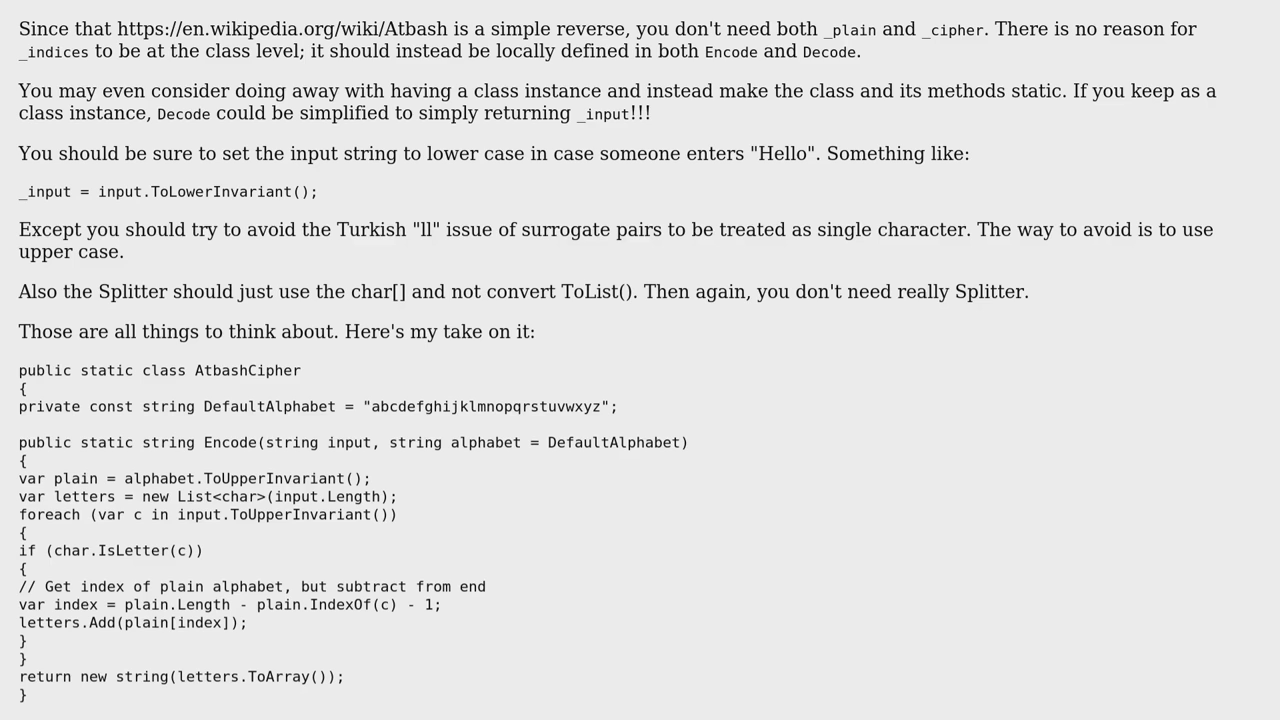 Since that https://en.wikipedia.org/wiki/Atbash is a simple reverse, you don't need both _plain and _cipher. There is no reason for
_indices to be at the class level; it should instead be locally defined in both Encode and Decode.
You may even consider doing away with having a class instance and instead make the class and its methods static. If you keep as a
class instance, Decode could be simplified to simply returning _input!!!
You should be sure to set the input string to lower case in case someone enters "Hello". Something like:
_input = input.ToLowerInvariant();
Except you should try to avoid the Turkish "ll" issue of surrogate pairs to be treated as single character. The way to avoid is to use
upper case.
Also the Splitter should just use the char[] and not convert ToList(). Then again, you don't need really Splitter.
Those are all things to think about. Here's my take on it:
public static class AtbashCipher
{
private const string DefaultAlphabet = "abcdefghijklmnopqrstuvwxyz";
public static string Encode(string input, string alphabet = DefaultAlphabet)
{
var plain = alphabet.ToUpperInvariant();
var letters = new List<char>(input.Length);
foreach (var c in input.ToUpperInvariant())
{
if (char.IsLetter(c))
{
// Get index of plain alphabet, but subtract from end
var index = plain.Length - plain.IndexOf(c) - 1;
letters.Add(plain[index]);
}
}
return new string(letters.ToArray());
}